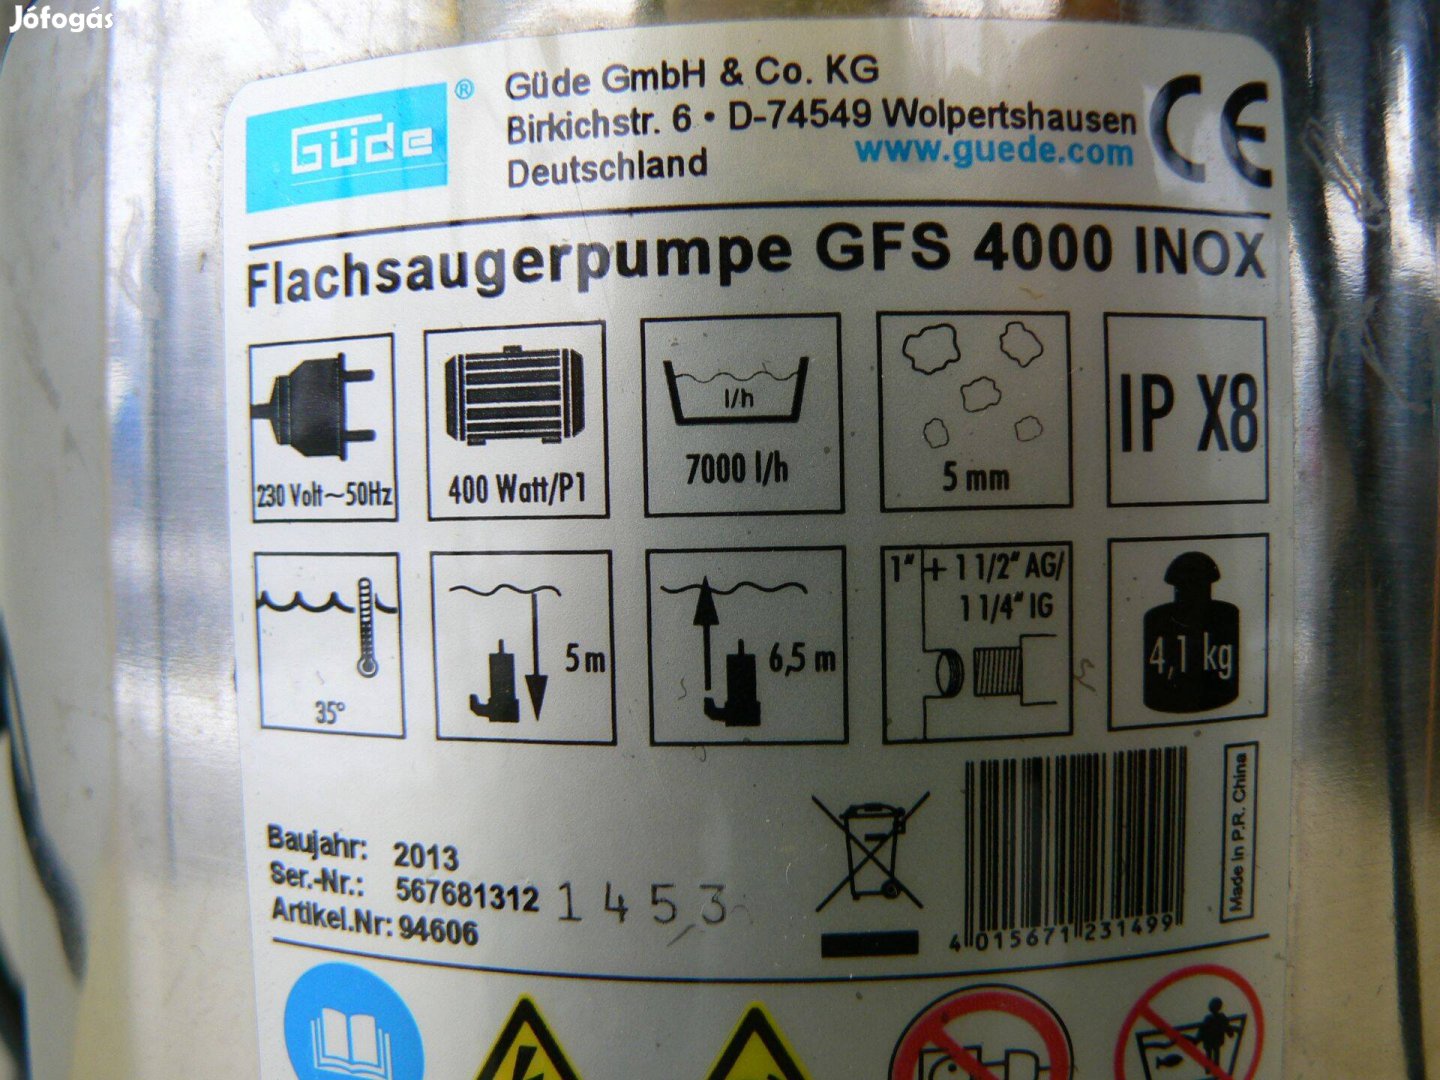 Jófogás
Güde ®
Güde GmbH & Co. KG
Birkichstr. 6 • D-74549 Wolpertshausen
Deutschland
www.guede.com
CE
Flachsaugerpumpe GFS 4000 INOX
230 Volt~50Hz
400 Watt/P1
l/h
7000 l/h
5 mm
IP X8
35°
5 m
6,5 m
1" + 1 1/2" AG/
1 1/4" IG
4,1 kg
Baujahr: 2013
Ser.-Nr.: 567681312 1453
Artikel.Nr: 94606
4 015671 231499
Made in P.R. China